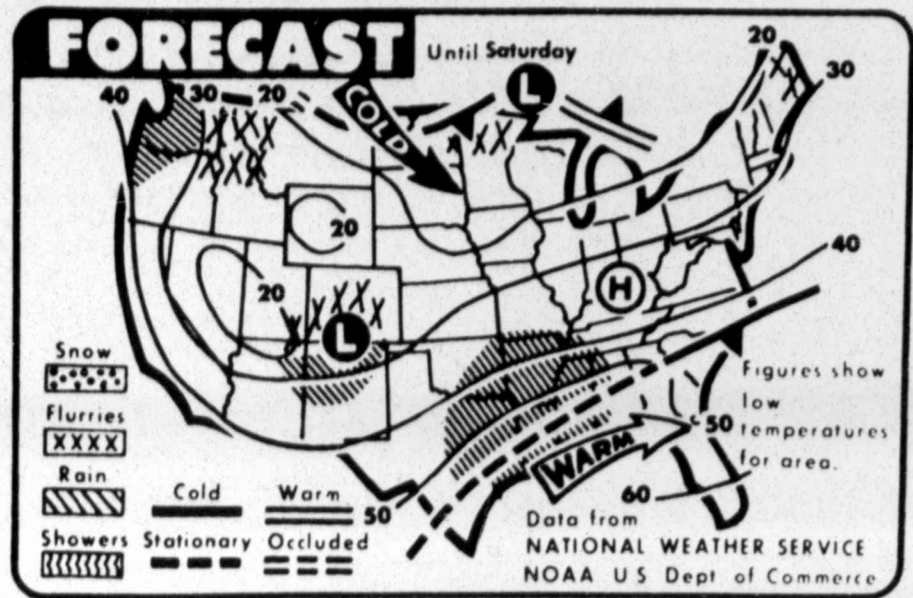 FORECAST
Until Saturday
40
30
20
COLD
L
20
30
20
20
L
H
40
Snow
Flurries
Rain
Showers
Cold
Stationary
Warm
Occluded
50
WARM
50
60
Figures show
low
temperatures
for area.
Data from
NATIONAL WEATHER SERVICE
NOAA U S Dept of Commerce